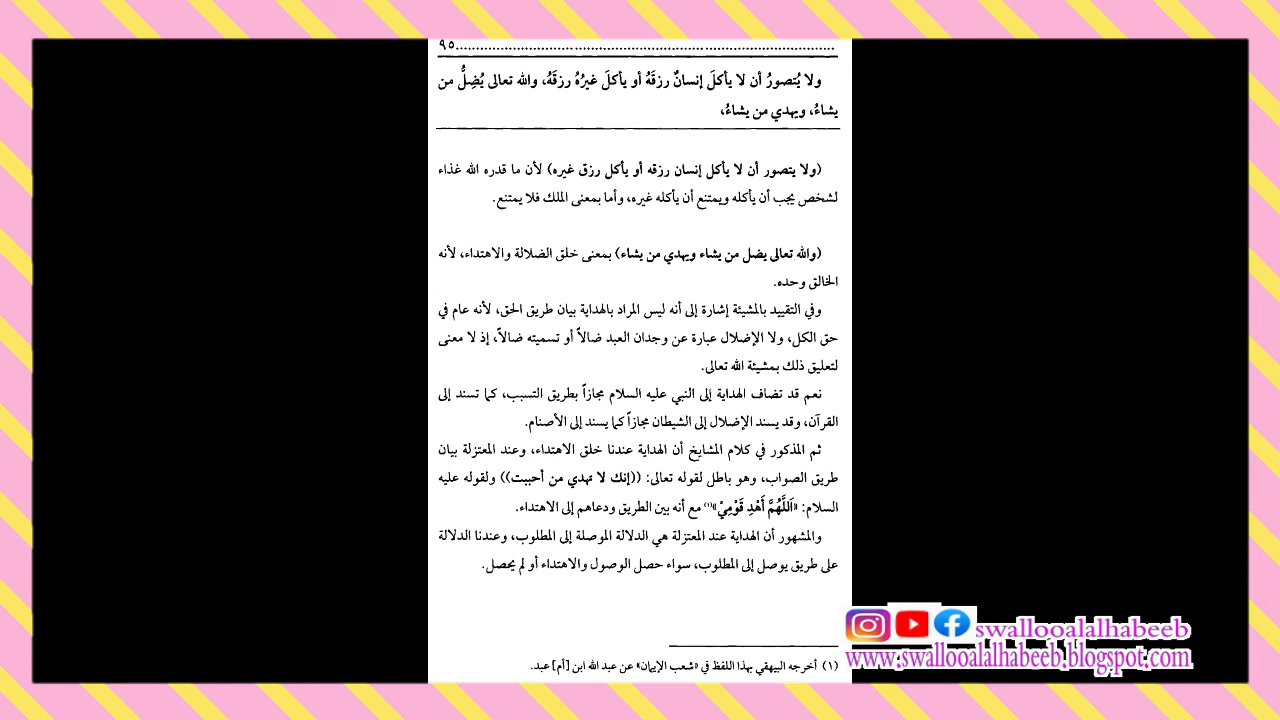 ٩٥......................................................................................
ولا يُتصورُ أن لا يأكلَ إنسانٌ رزقَهُ أو يأكلَ غيرُهُ رزقَهُ، والله تعالى يُضِلُّ من
يشاءُ، ويهدي من يشاءُ،
(ولا يتصور أن لا يأكل إنسان رزقه أو يأكل رزق غيره) لأن ما قدره الله غذاء
لشخص يجب أن يأكله ويمتنع أن يأكله غيره، وأما بمعنى الملك فلا يمتنع.
(والله تعالى يضل من يشاء ويهدي من يشاء) بمعنى خلق الضلالة والاهتداء، لأنه
الخالق وحده.
وفي التقييد بالمشيئة إشارة إلى أنه ليس المراد بالهداية بيان طريق الحق، لأنه عام في
حق الكل، ولا الإضلال عبارة عن وجدان العبد ضالاً أو تسميته ضالاً، إذ لا معنى
لتعليق ذلك بمشيئة الله تعالى.
نعم قد تضاف الهداية إلى النبي عليه السلام مجازاً بطريق التسبب، كما تسند إلى
القرآن، وقد يسند الإضلال إلى الشيطان مجازاً كما يسند إلى الأصنام.
ثم المذكور في كلام المشايخ أن الهداية عندنا خلق الاهتداء، وعند المعتزلة بيان
طريق الصواب، وهو باطل لقوله تعالى: ((إنك لا تهدي من أحببت)) ولقوله عليه
السلام: «اَللَّهُمَّ أَهْدِ قَوْمِيْ»(١) مع أنه بين الطريق ودعاهم إلى الاهتداء.
والمشهور أن الهداية عند المعتزلة هي الدلالة الموصلة إلى المطلوب، وعندنا الدلالة
على طريق يوصل إلى المطلوب، سواء حصل الوصول والاهتداء أو لم يحصل.
(١) أخرجه البيهقي بهذا اللفظ في «شعب الإيمان» عن عبد الله ابن [أم] عبد.
swallooalalhabeeb
www.swallooalalhabeeb.blogspot.com